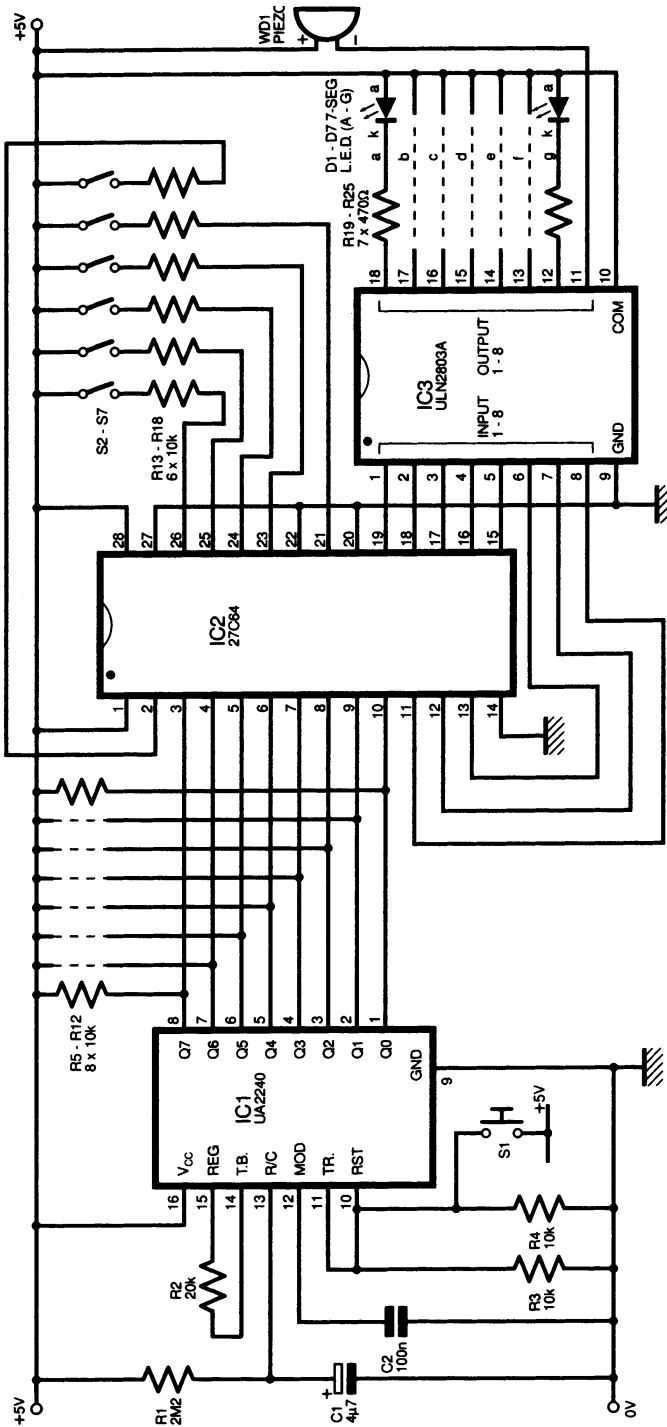 +5V
R1
2M2
C1
4µ7
+
0V
R2
20k
C2
100n
R3
10k
R4
10k
S1
+5V
IC1
UA2240
16
15
14
13
12
11
10
VCC
REG
T.B.
R/C
MOD
TR.
RST
Q7
Q6
Q5
Q4
Q3
Q2
Q1
Q0
GND
8
7
6
5
4
3
2
1
9
R5 - R12
8 x 10k
IC2
27C64
1
2
3
4
5
6
7
8
9
10
11
12
13
14
28
27
26
25
24
23
22
21
20
19
18
17
16
15
R13 - R18
6 x 10k
S2 - S7
IC3
ULN2803A
INPUT
1 - 8
OUTPUT
1 - 8
GND
COM
1
2
3
4
5
6
7
8
9
18
17
16
15
14
13
12
11
10
R19 - R25
7 x 470Ω
D1 - D7 7-SEG
L.E.D. (A - G)
a
b
c
d
e
f
g
k
a
k
a
WD1
PIEZO
+
–
+5V